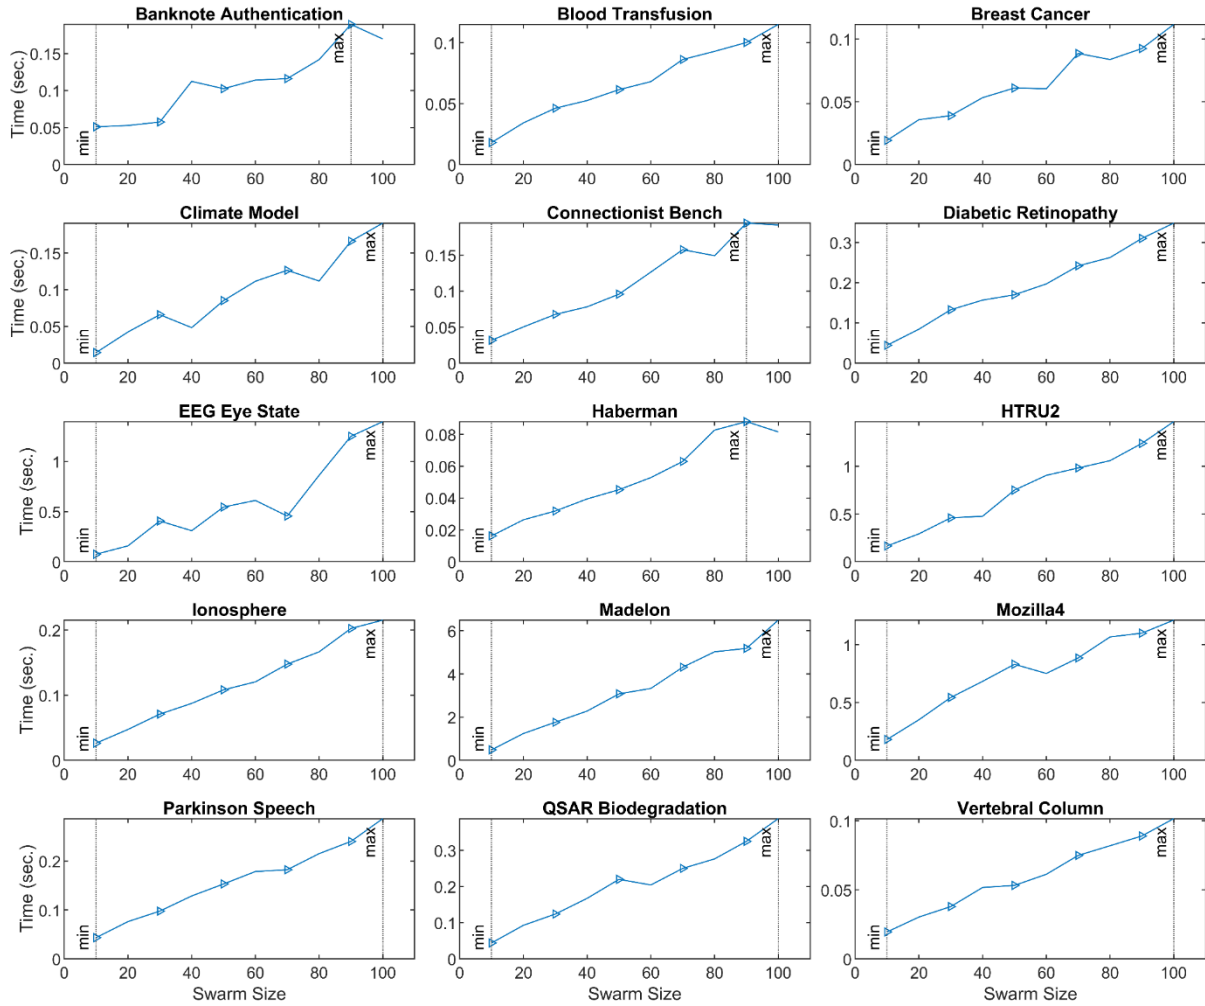 Banknote Authentication
Blood Transfusion
Breast Cancer
Time (sec.)
0.15
0.1
0.05
0
min
max
0 20 40 60 80 100
0.1
0.05
0
min
max
0 20 40 60 80 100
0.1
0.05
0
min
max
0 20 40 60 80 100
Climate Model
Connectionist Bench
Diabetic Retinopathy
Time (sec.)
0.15
0.1
0.05
0
min
max
0 20 40 60 80 100
0.15
0.1
0.05
0
min
max
0 20 40 60 80 100
0.3
0.2
0.1
0
min
max
0 20 40 60 80 100
EEG Eye State
Haberman
HTRU2
Time (sec.)
1
0.5
0
min
max
0 20 40 60 80 100
0.08
0.06
0.04
0.02
0
min
max
0 20 40 60 80 100
1
0.5
0
min
max
0 20 40 60 80 100
Ionosphere
Madelon
Mozilla4
Time (sec.)
0.2
0.1
0
min
max
0 20 40 60 80 100
6
4
2
0
min
max
0 20 40 60 80 100
1
0.5
0
min
max
0 20 40 60 80 100
Parkinson Speech
QSAR Biodegradation
Vertebral Column
Time (sec.)
0.2
0.1
0
min
max
0 20 40 60 80 100
Swarm Size
0.3
0.2
0.1
0
min
max
0 20 40 60 80 100
Swarm Size
0.1
0.05
0
min
max
0 20 40 60 80 100
Swarm Size